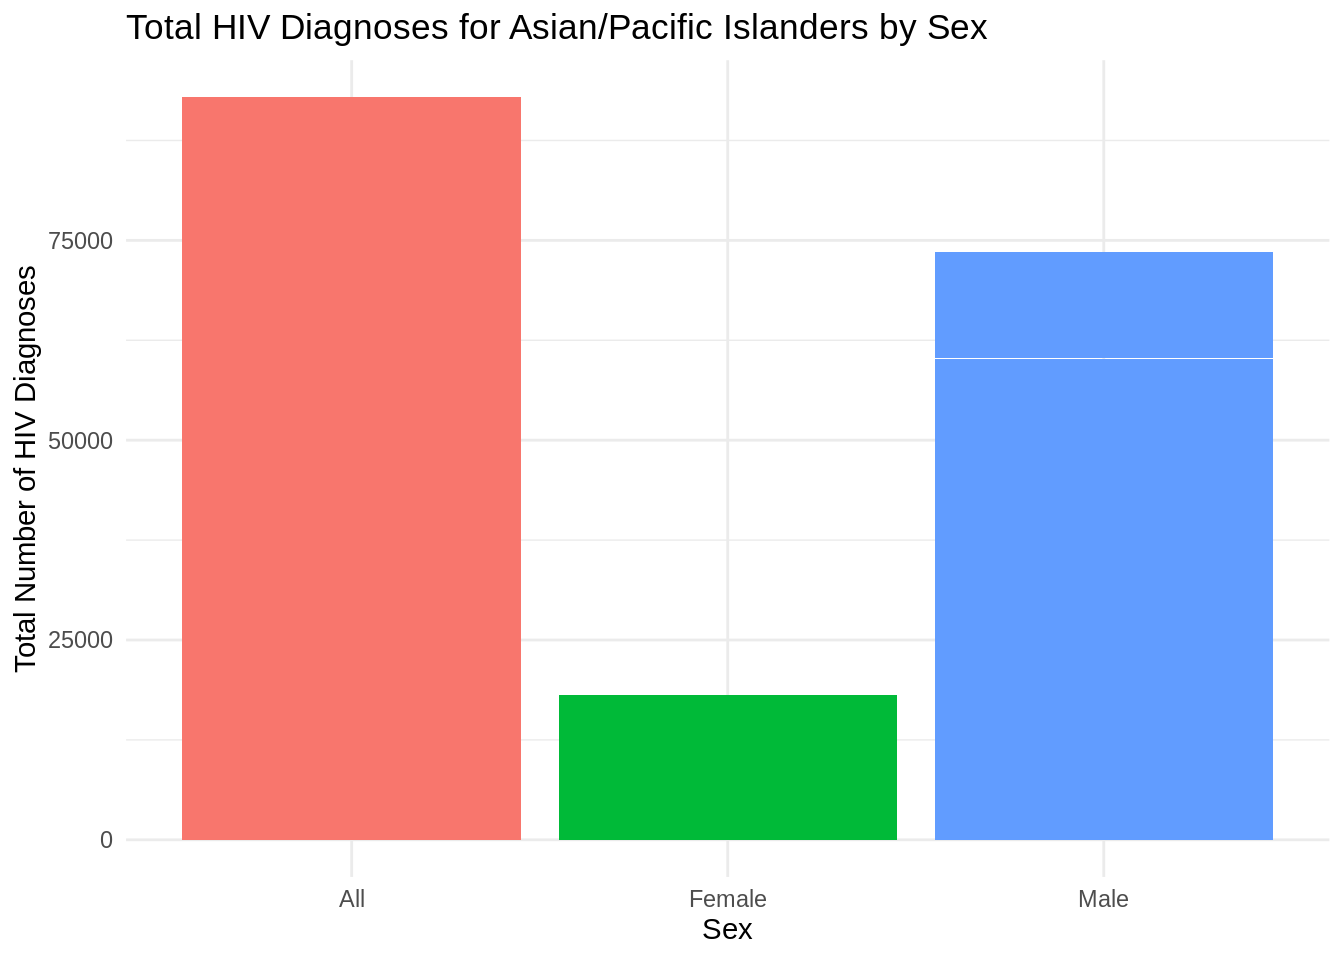 Total HIV Diagnoses for Asian/Pacific Islanders by Sex
Total Number of HIV Diagnoses
75000
50000
25000
0
All
Female
Male
Sex